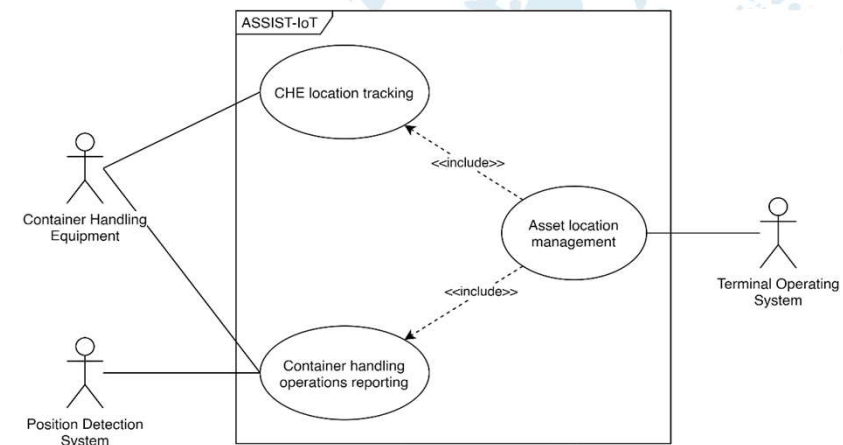 ASSIST-IoT
CHE location tracking
<<include>>
Container Handling
Equipment
Asset location
management
Terminal Operating
System
<<include>>
Container handling
operations reporting
Position Detection
System